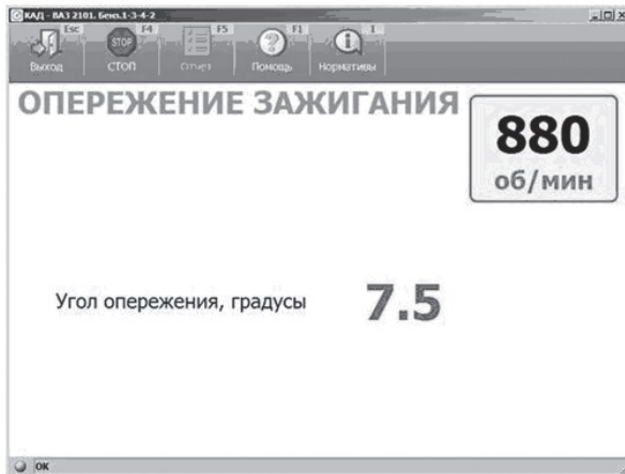 КАД - ВАЗ 2101. Бенз.1-3-4-2
Esc F4 F5 F1 I
STOP
Выход СТОП Отчет Помощь Нормативы
ОПЕРЕЖЕНИЕ ЗАЖИГАНИЯ
880
об/мин
Угол опережения, градусы 7.5
OK